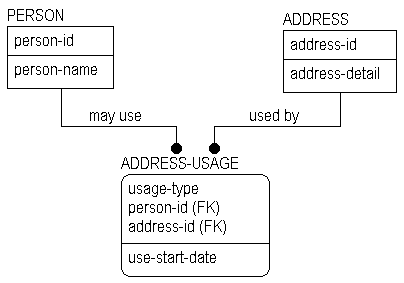 PERSON
person-id
person-name
ADDRESS
address-id
address-detail
may use
used by
ADDRESS-USAGE
usage-type
person-id (FK)
address-id (FK)
use-start-date